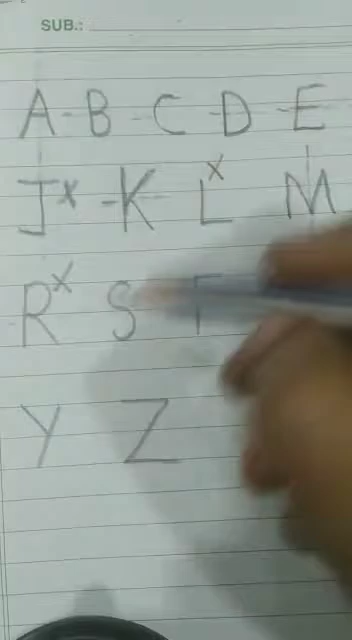 SUB.:
A - B - C - D - E
J x - K - L x M
R x S T
Y Z